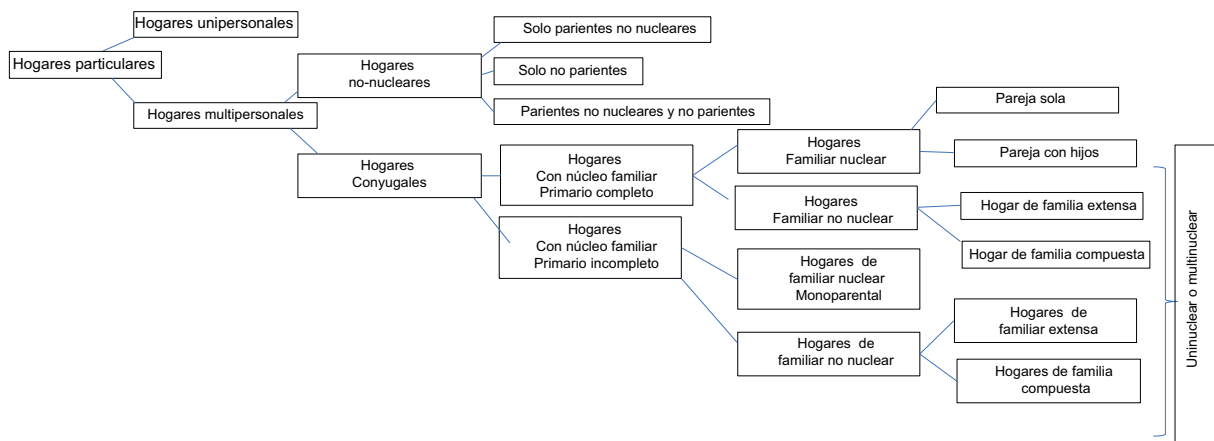 Hogares unipersonales
Hogares particulares
Hogares multipersonales
Hogares
no-nucleares
Solo parientes no nucleares
Solo no parientes
Parientes no nucleares y no parientes
Hogares
Conyugales
Hogares
Con núcleo familiar
Primario completo
Hogares
Familiar nuclear
Pareja sola
Pareja con hijos
Hogares
Familiar no nuclear
Hogar de familia extensa
Hogar de familia compuesta
Hogares
Con núcleo familiar
Primario incompleto
Hogares de
familiar nuclear
Monoparental
Hogares de
familiar no nuclear
Hogares de
familiar extensa
Hogares de familia
compuesta
Uninuclear o multinuclear